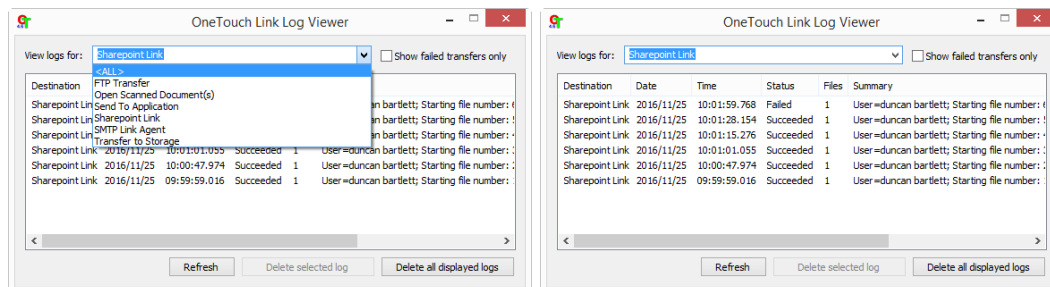 OneTouch Link Log Viewer
View logs for: Sharepoint Link Show failed transfers only
<ALL>
FTP Transfer
Open Scanned Document(s)
Send To Application
Sharepoint Link
SMTP Link Agent
Transfer to Storage
Destination
Sharepoint Lin an bartlett; Starting file number:
Sharepoint Lin an bartlett; Starting file number:
Sharepoint Lin an bartlett; Starting file number:
Sharepoint Link 2016/11/25 10:01:01.055 Succeeded 1 User=duncan bartlett; Starting file number:
Sharepoint Link 2016/11/25 10:00:47.974 Succeeded 1 User=duncan bartlett; Starting file number:
Sharepoint Link 2016/11/25 09:59:59.016 Succeeded 1 User=duncan bartlett; Starting file number:
Refresh Delete selected log Delete all displayed logs
OneTouch Link Log Viewer
View logs for: Sharepoint Link Show failed transfers only
Destination Date Time Status Files Summary
Sharepoint Link 2016/11/25 10:01:59.768 Failed 1 User=duncan bartlett; Starting file number:
Sharepoint Link 2016/11/25 10:01:28.154 Succeeded 1 User=duncan bartlett; Starting file number:
Sharepoint Link 2016/11/25 10:01:15.276 Succeeded 1 User=duncan bartlett; Starting file number:
Sharepoint Link 2016/11/25 10:01:01.055 Succeeded 1 User=duncan bartlett; Starting file number:
Sharepoint Link 2016/11/25 10:00:47.974 Succeeded 1 User=duncan bartlett; Starting file number:
Sharepoint Link 2016/11/25 09:59:59.016 Succeeded 1 User=duncan bartlett; Starting file number:
Refresh Delete selected log Delete all displayed logs